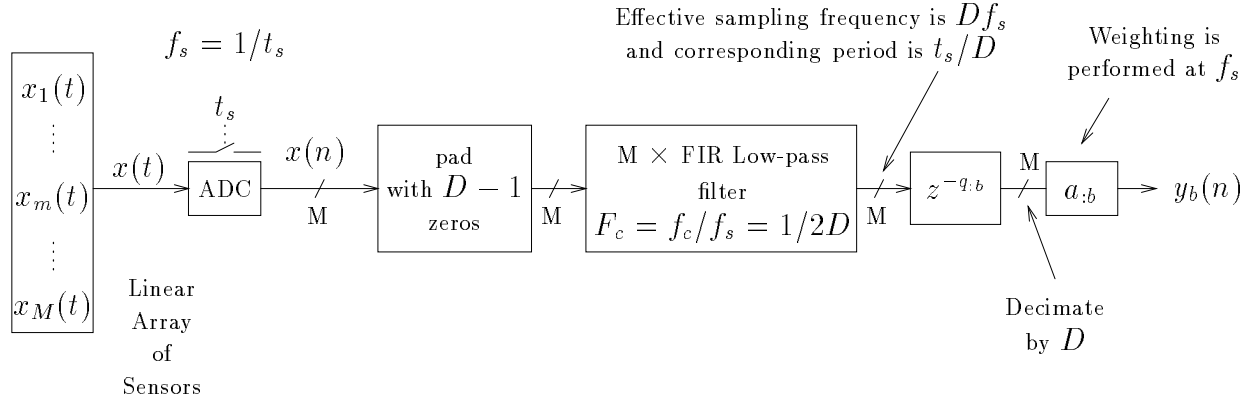 Effective sampling frequency is $Df_s$
and corresponding period is $t_s/D$
$f_s = 1/t_s$
Weighting is
performed at $f_s$
$x_1(t)$
$x_m(t)$
$x_M(t)$
$x(t)$
$t_s$
ADC
$x(n)$
M
pad
with $D-1$
zeros
M
M × FIR Low-pass
filter
$F_c = f_c/f_s = 1/2D$
M
$z^{-q_{:b}}$
M
$a_{:b}$
$y_b(n)$
Linear
Array
of
Sensors
Decimate
by $D$